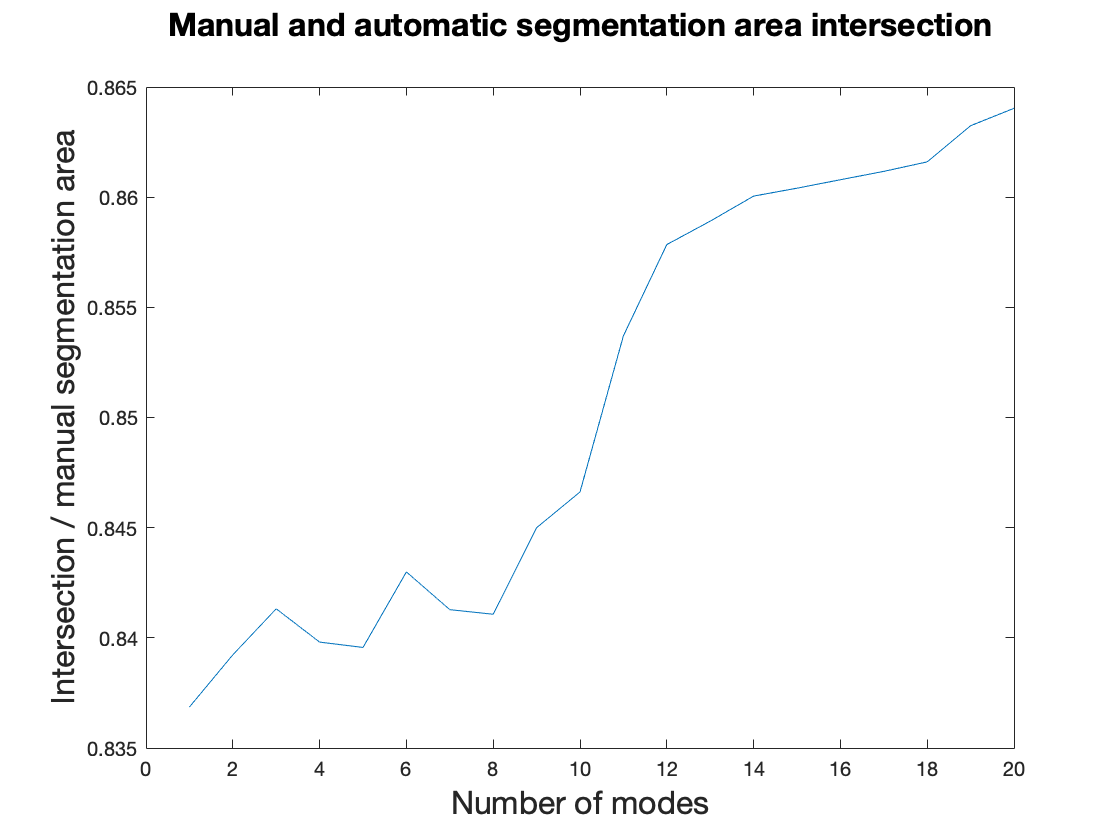 Manual and automatic segmentation area intersection
0.865
0.86
0.855
0.85
0.845
0.84
0.835
Intersection / manual segmentation area
0 2 4 6 8 10 12 14 16 18 20
Number of modes